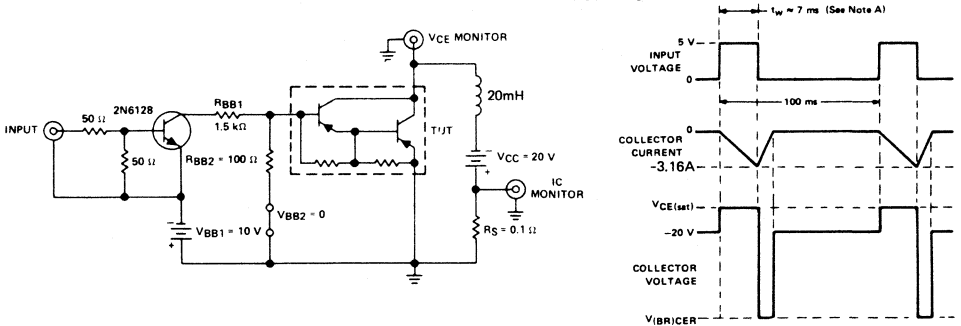 tw ≈ 7 ms (See Note A)
VCE MONITOR
5 V
INPUT
VOLTAGE
0
20mH
2N6128
RBB1
1.5 kΩ
100 ms
INPUT
50 Ω
TUT
0
COLLECTOR
CURRENT
-3.16A
50 Ω
RBB2 = 100 Ω
VCC = 20 V
IC
MONITOR
VCE(sat)
-20 V
VBB2 = 0
VBB1 = 10 V
RS = 0.1 Ω
COLLECTOR
VOLTAGE
V(BR)CER